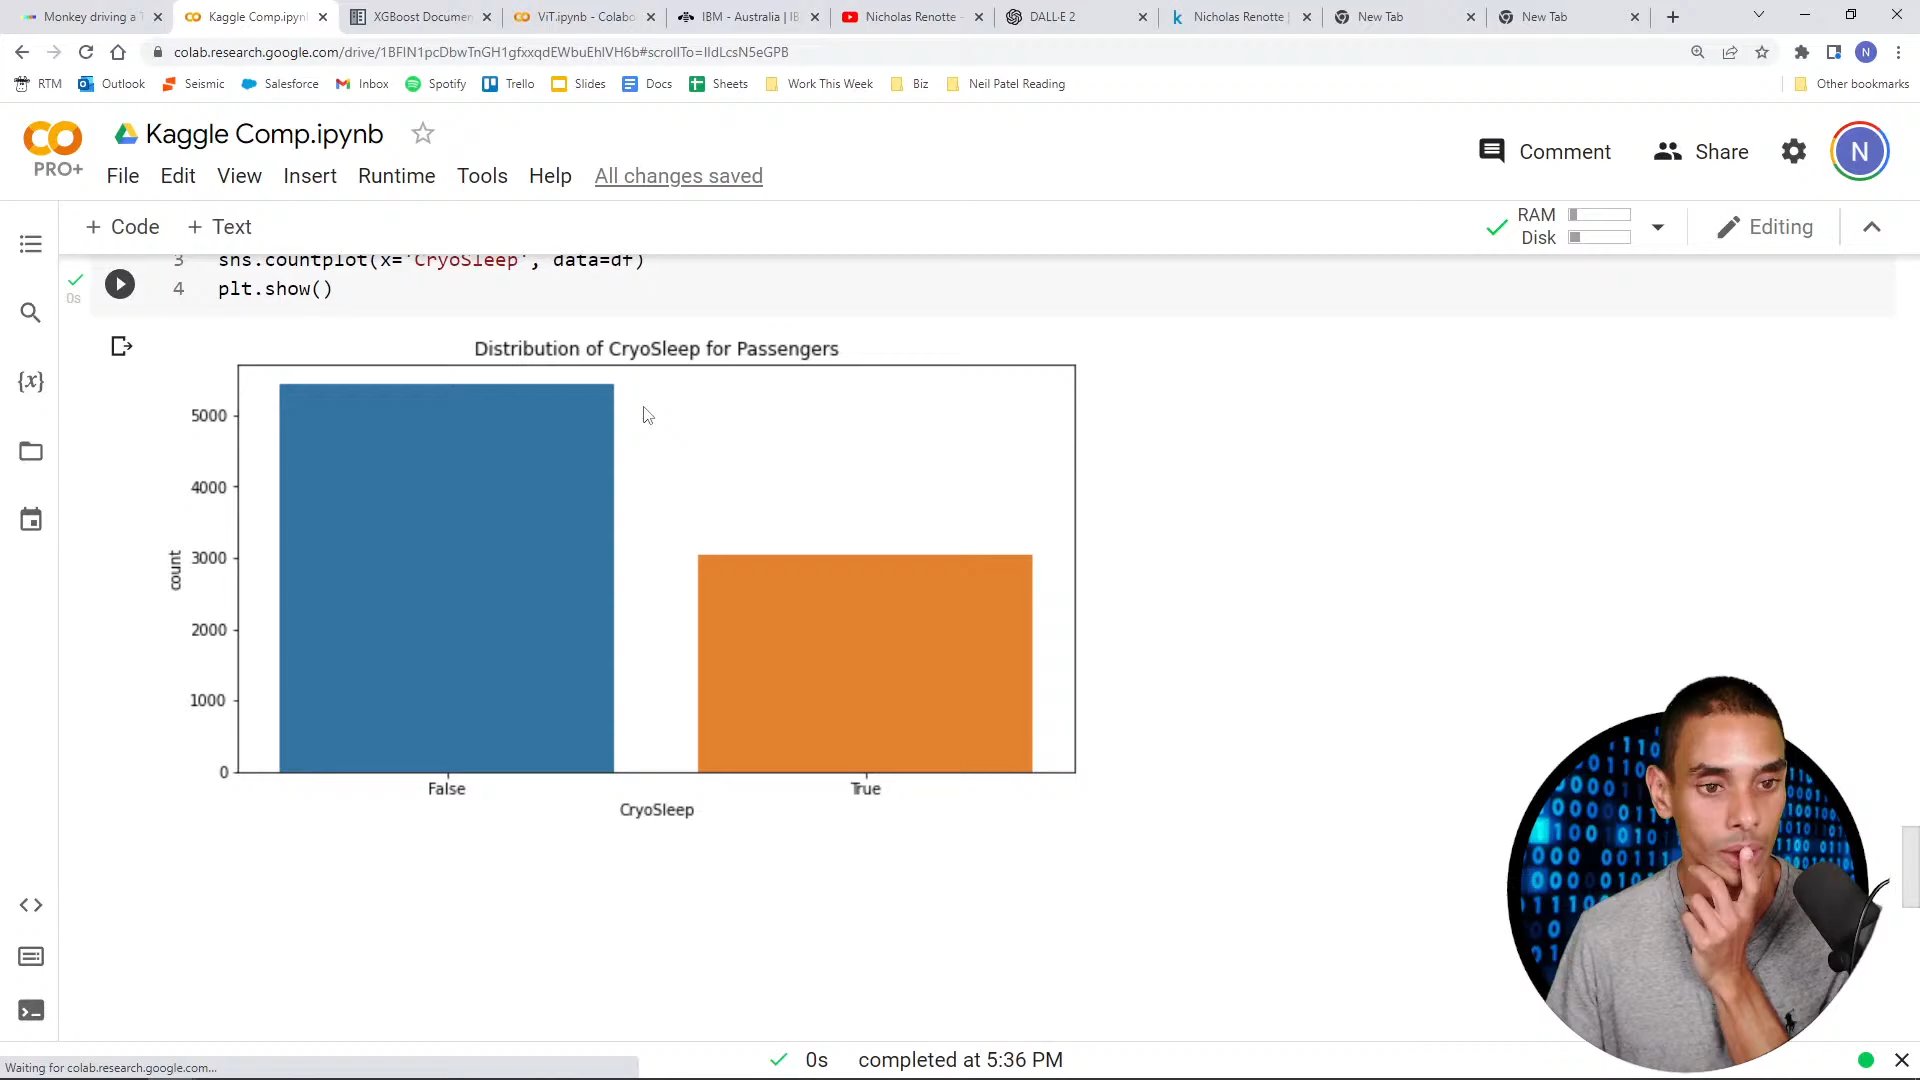 Monkey driving a T
Kaggle Comp.ipynb
XGBoost Documen
ViT.ipynb - Colabo
IBM - Australia | IB
Nicholas Renotte -
DALL·E 2
Nicholas Renotte |
New Tab
New Tab
colab.research.google.com/drive/1BFIN1pcDbwTnGH1gfxxqdEWbuEhlVH6b#scrollTo=IldLcsN5eGPB
N
RTM
Outlook
Seismic
Salesforce
Inbox
Spotify
Trello
Slides
Docs
Sheets
Work This Week
Biz
Neil Patel Reading
Other bookmarks
CO
PRO+
Kaggle Comp.ipynb
File Edit View Insert Runtime Tools Help All changes saved
Comment
Share
N
+ Code + Text
RAM
Disk
Editing
3 sns.countplot(x='CryoSleep', data=df)
4 plt.show()
0s
{x}
Distribution of CryoSleep for Passengers
5000
4000
3000
2000
1000
0
count
False
True
CryoSleep
Waiting for colab.research.google.com...
0s completed at 5:36 PM